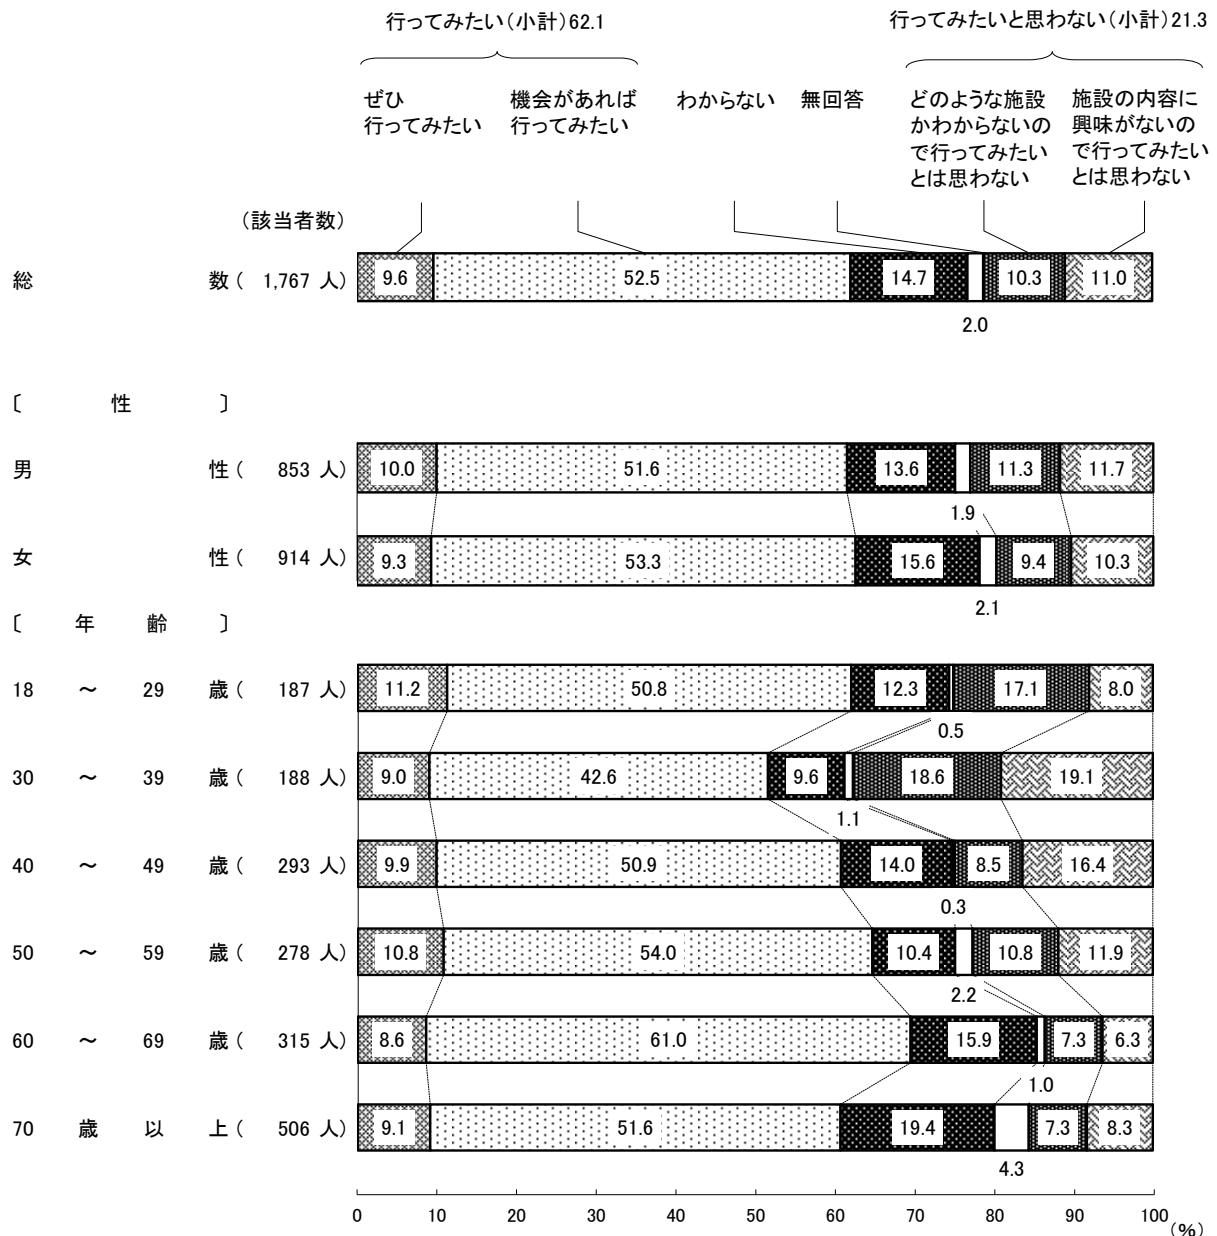 行ってみたい（小計）62.1
行ってみたいと思わない（小計）21.3
ぜひ
行ってみたい
機会があれば
行ってみたい
わからない
無回答
どのような施設
かわからないの
で行ってみたい
とは思わない
施設の内容に
興味がないの
で行ってみたい
とは思わない
（該当者数）
総数（1,767 人） 9.6 52.5 14.7 10.3 11.0
2.0
〔性〕
男性（853 人） 10.0 51.6 13.6 11.3 11.7
1.9
女性（914 人） 9.3 53.3 15.6 9.4 10.3
2.1
〔年齢〕
18 ～ 29 歳（187 人） 11.2 50.8 12.3 17.1 8.0
0.5
30 ～ 39 歳（188 人） 9.0 42.6 9.6 18.6 19.1
1.1
40 ～ 49 歳（293 人） 9.9 50.9 14.0 8.5 16.4
0.3
50 ～ 59 歳（278 人） 10.8 54.0 10.4 10.8 11.9
2.2
60 ～ 69 歳（315 人） 8.6 61.0 15.9 7.3 6.3
1.0
70 歳以上（506 人） 9.1 51.6 19.4 7.3 8.3
4.3
0 10 20 30 40 50 60 70 80 90 100
(%)